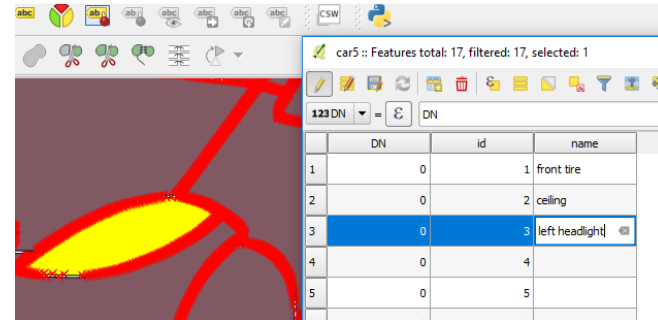 abc ab abc abc abc abc abc CSW
car5 :: Features total: 17, filtered: 17, selected: 1
123 DN = ε DN
DN id name
1 0 1 front tire
2 0 2 ceiling
3 0 3 left headlight
4 0 4
5 0 5